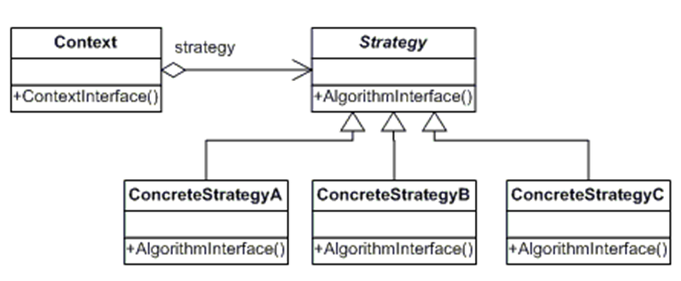 Context
strategy
Strategy
+ContextInterface()
+AlgorithmInterface()
ConcreteStrategyA
ConcreteStrategyB
ConcreteStrategyC
+AlgorithmInterface()
+AlgorithmInterface()
+AlgorithmInterface()